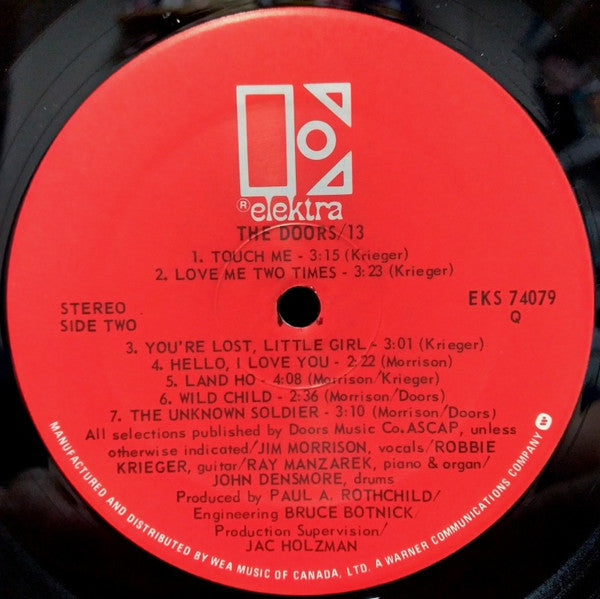 ® elektra
THE DOORS/13
1. TOUCH ME - 3:15 (Krieger)
2. LOVE ME TWO TIMES - 3:23 (Krieger)
STEREO
SIDE TWO
EKS 74079
Q
3. YOU'RE LOST, LITTLE GIRL - 3:01 (Krieger)
4. HELLO, I LOVE YOU - 2:22 (Morrison)
5. LAND HO - 4:08 (Morrison/Krieger)
6. WILD CHILD - 2:36 (Morrison/Doors)
7. THE UNKNOWN SOLDIER - 3:10 (Morrison/Doors)
All selections published by Doors Music Co. ASCAP, unless
otherwise indicated/JIM MORRISON, vocals/ROBBIE
KRIEGER, guitar/RAY MANZAREK, piano & organ/
JOHN DENSMORE, drums
Produced by PAUL A. ROTHCHILD/
Engineering BRUCE BOTNICK/
Production Supervision/
JAC HOLZMAN
MANUFACTURED AND DISTRIBUTED BY WEA MUSIC OF CANADA, LTD. A WARNER COMMUNICATIONS COMPANY